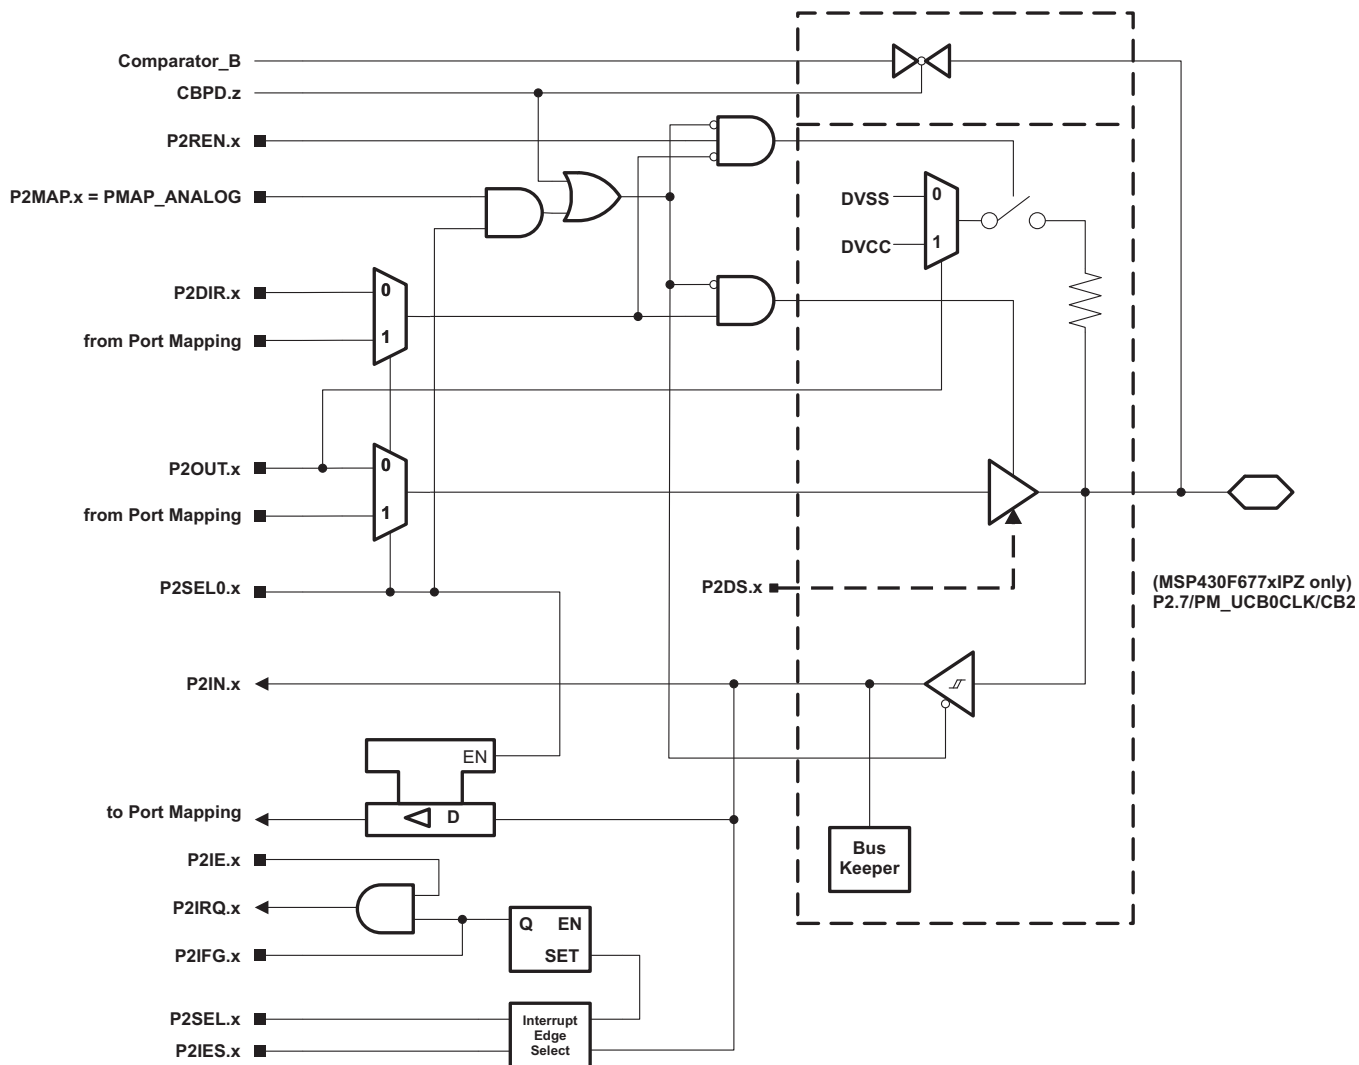 Comparator_B
CBPD.z
P2REN.x
P2MAP.x = PMAP_ANALOG
DVSS
0
DVCC
1
P2DIR.x
0
from Port Mapping
1
P2OUT.x
0
from Port Mapping
1
P2SEL0.x
P2DS.x
(MSP430F677xIPZ only)
P2.7/PM_UCB0CLK/CB2
P2IN.x
EN
to Port Mapping
D
Bus
Keeper
P2IE.x
P2IRQ.x
Q EN
SET
P2IFG.x
P2SEL.x
P2IES.x
Interrupt
Edge
Select